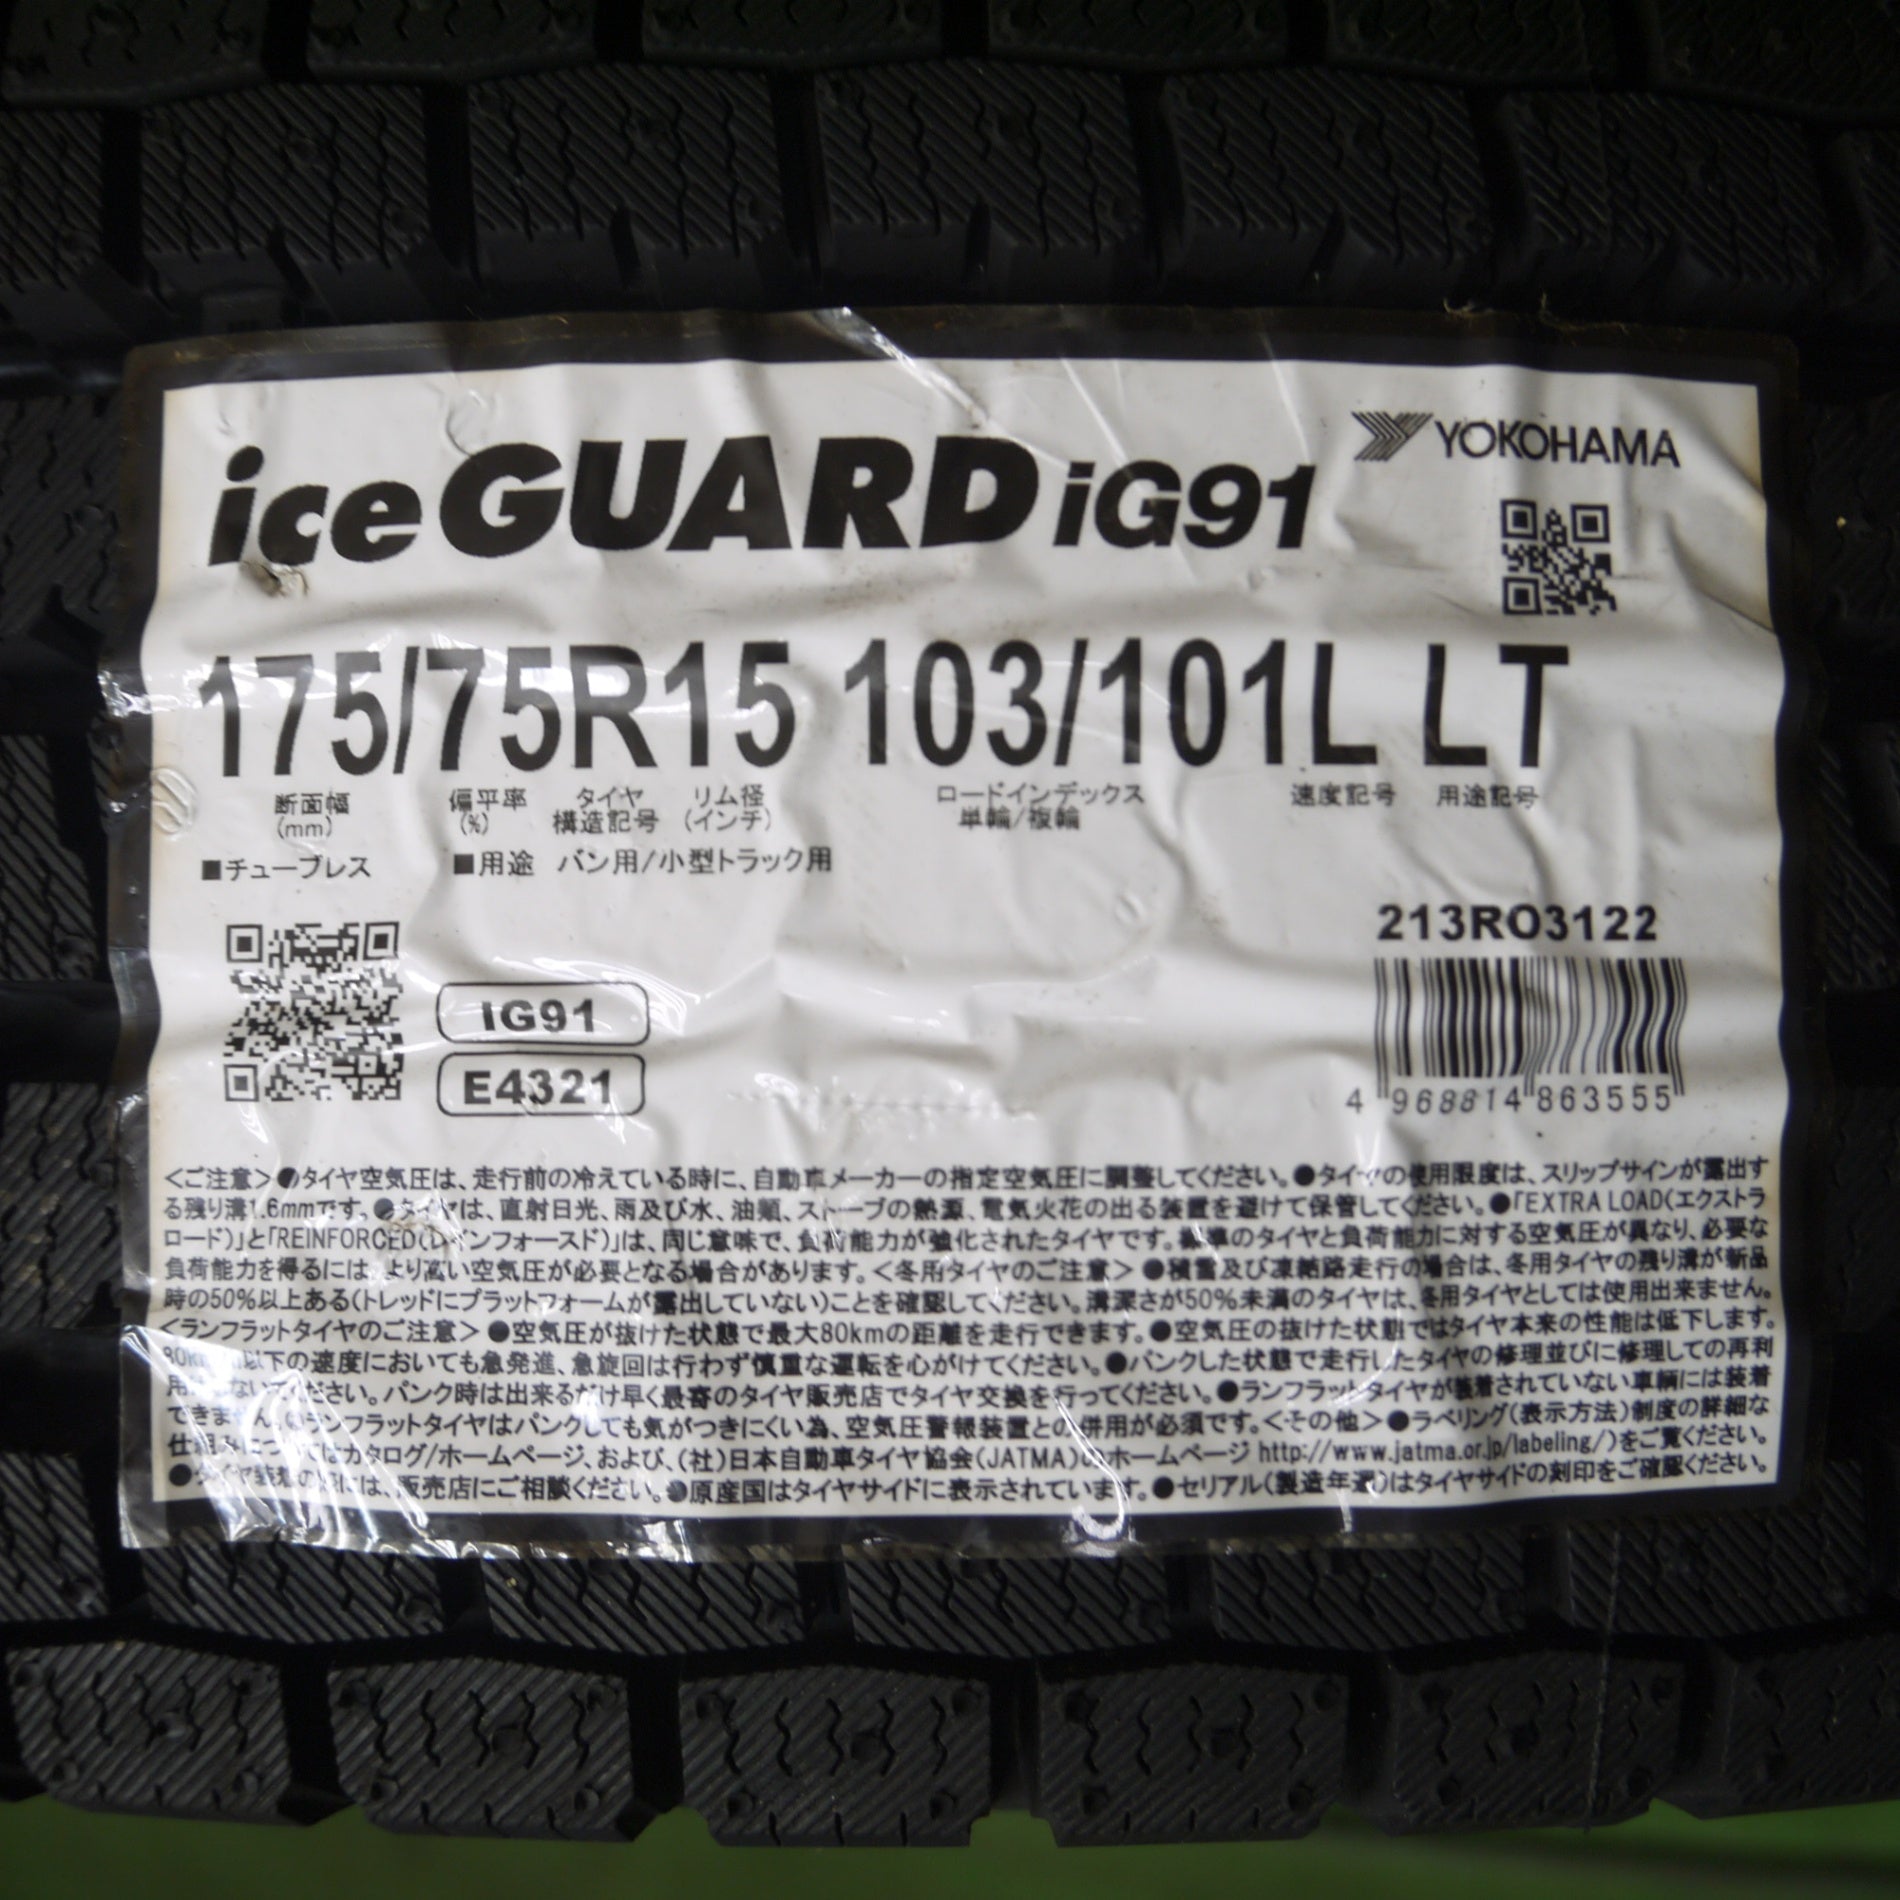 iceGUARD iG91
YOKOHAMA
175/75R15 103/101L LT
断面幅 (mm)
偏平率 (%)
タイヤ構造記号
リム径 (インチ)
ロードインデックス 単輪/複輪
速度記号
用途記号
■チューブレス ■用途 バン用/小型トラック用
213RO3122
IG91
E4321
4 968814 863555
<ご注意>●タイヤ空気圧は、走行前の冷えている時に、自動車メーカーの指定空気圧に調整してください。●タイヤの使用限度は、スリップサインが露出す
る残り溝1.6mmです。●タイヤは、直射日光、雨及び水、油類、ストーブの熱源、電気火花の出る装置を避けて保管してください。●「EXTRA LOAD(エクストラ
ロード)」と「REINFORCED(レインフォースド)」は、同じ意味で、負荷能力が強化されたタイヤです。標準のタイヤと負荷能力に対する空気圧が異なり、必要な
負荷能力を得るには、より高い空気圧が必要となる場合があります。<冬用タイヤのご注意>●積雪及び凍結路走行の場合は、冬用タイヤの残り溝が新品
時の50%以上ある(トレッドにプラットフォームが露出していない)ことを確認してください。溝深さが50%未満のタイヤは、冬用タイヤとしては使用出来ません。
<ランフラットタイヤのご注意>●空気圧が抜けた状態で最大80kmの距離を走行できます。●空気圧の抜けた状態ではタイヤ本来の性能は低下します。
80km/h以下の速度においても急発進、急旋回は行わず慎重な運転を心がけてください。●パンクした状態で走行したタイヤの修理並びに修理しての再利
用はしないでください。パンク時は出来るだけ早く最寄のタイヤ販売店でタイヤ交換を行ってください。●ランフラットタイヤが装着されていない車輌には装着
できません。●ランフラットタイヤはパンクしても気がつきにくい為、空気圧警報装置との併用が必須です。<その他>●ラベリング(表示方法)制度の詳細な
仕組みについてはカタログ/ホームページ、および、(社)日本自動車タイヤ協会(JATMA)のホームページ http://www.jatma.or.jp/labeling/)をご覧ください。
●タイヤ装着の際には、販売店にご相談ください。●原産国はタイヤサイドに表示されています。●セリアル(製造年週)はタイヤサイドの刻印をご確認ください。